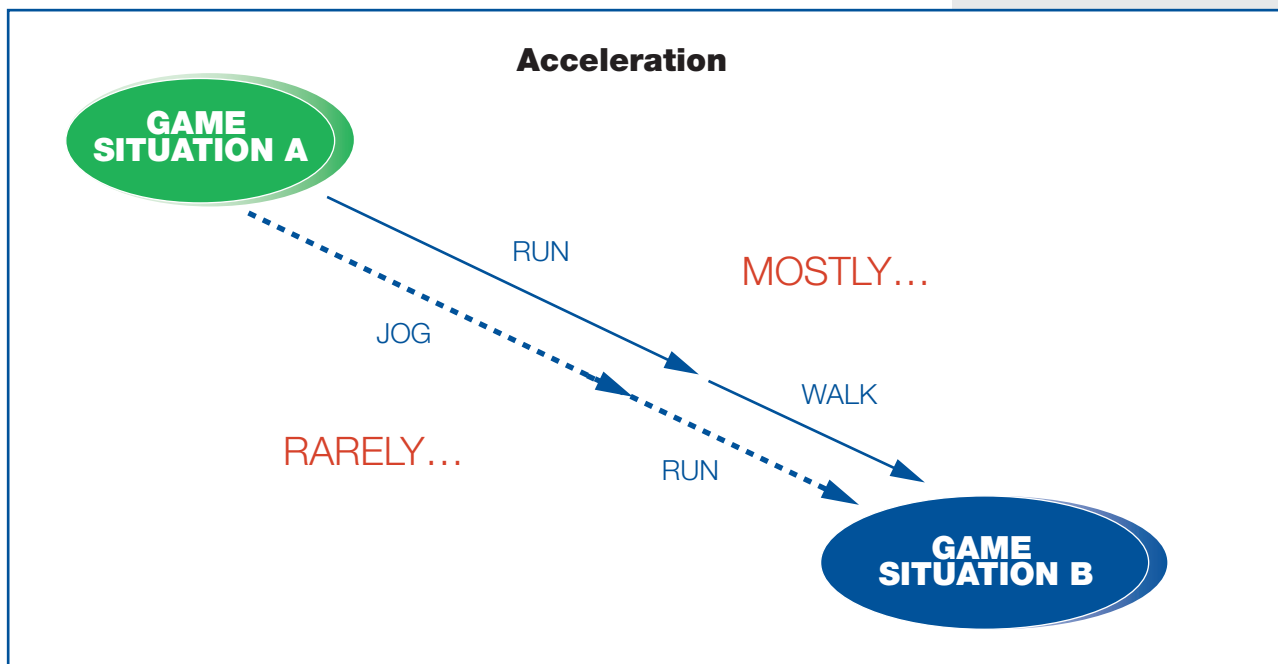 Acceleration
GAME
SITUATION A
RUN
MOSTLY…
JOG
WALK
RARELY…
RUN
GAME
SITUATION B